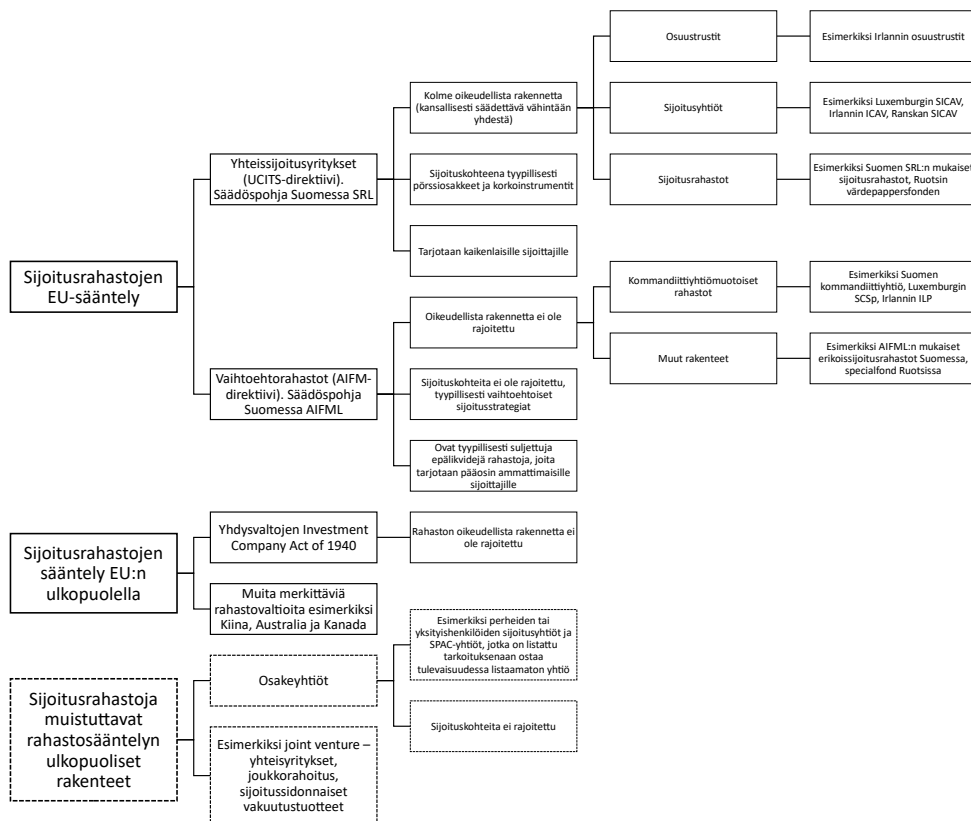 Sijoitusrahastojen
EU-sääntely
Yhteissijoitusyritykset
(UCITS-direktiivi).
Säädöspohja Suomessa SRL
Kolme oikeudellista rakennetta
(kansallisesti säädettävä vähintään
yhdestä)
Osuustrustit
Esimerkiksi Irlannin osuustrustit
Sijoitusyhtiöt
Esimerkiksi Luxemburgin SICAV,
Irlannin ICAV, Ranskan SICAV
Sijoitusrahastot
Esimerkiksi Suomen SRL:n mukaiset
sijoitusrahastot, Ruotsin
värdepappersfonden
Sijoituskohteena tyypillisesti
pörssiosakkeet ja korkoinstrumentit
Tarjotaan kaikenlaisille sijoittajille
Vaihtoehtorahastot (AIFM-
direktiivi). Säädöspohja
Suomessa AIFML
Oikeudellista rakennetta ei ole
rajoitettu
Kommandiittiyhtiömuotoiset
rahastot
Esimerkiksi Suomen
kommandiittiyhtiö, Luxemburgin
SCSp, Irlannin ILP
Muut rakenteet
Esimerkiksi AIFML:n mukaiset
erikoissijoitusrahastot Suomessa,
specialfond Ruotsissa
Sijoituskohteita ei ole rajoitettu,
tyypillisesti vaihtoehtoiset
sijoitusstrategiat
Ovat tyypillisesti suljettuja
epälikvidejä rahastoja, joita
tarjotaan pääosin ammattimaisille
sijoittajille
Sijoitusrahastojen
sääntely EU:n
ulkopuolella
Yhdysvaltojen Investment
Company Act of 1940
Rahaston oikeudellista rakennetta ei
ole rajoitettu
Muita merkittäviä
rahastovaltioita esimerkiksi
Kiina, Australia ja Kanada
Sijoitusrahastoja
muistuttavat
rahastosääntelyn
ulkopuoliset
rakenteet
Osakeyhtiöt
Esimerkiksi perheiden tai
yksityishenkilöiden sijoitusyhtiöt ja
SPAC-yhtiöt, jotka on listattu
tarkoituksenaan ostaa
tulevaisuudessa listaamaton yhtiö
Sijoituskohteita ei rajoitettu
Esimerkiksi joint venture –
yhteisyritykset,
joukkorahoitus,
sijoitussidonnaiset
vakuutustuotteet